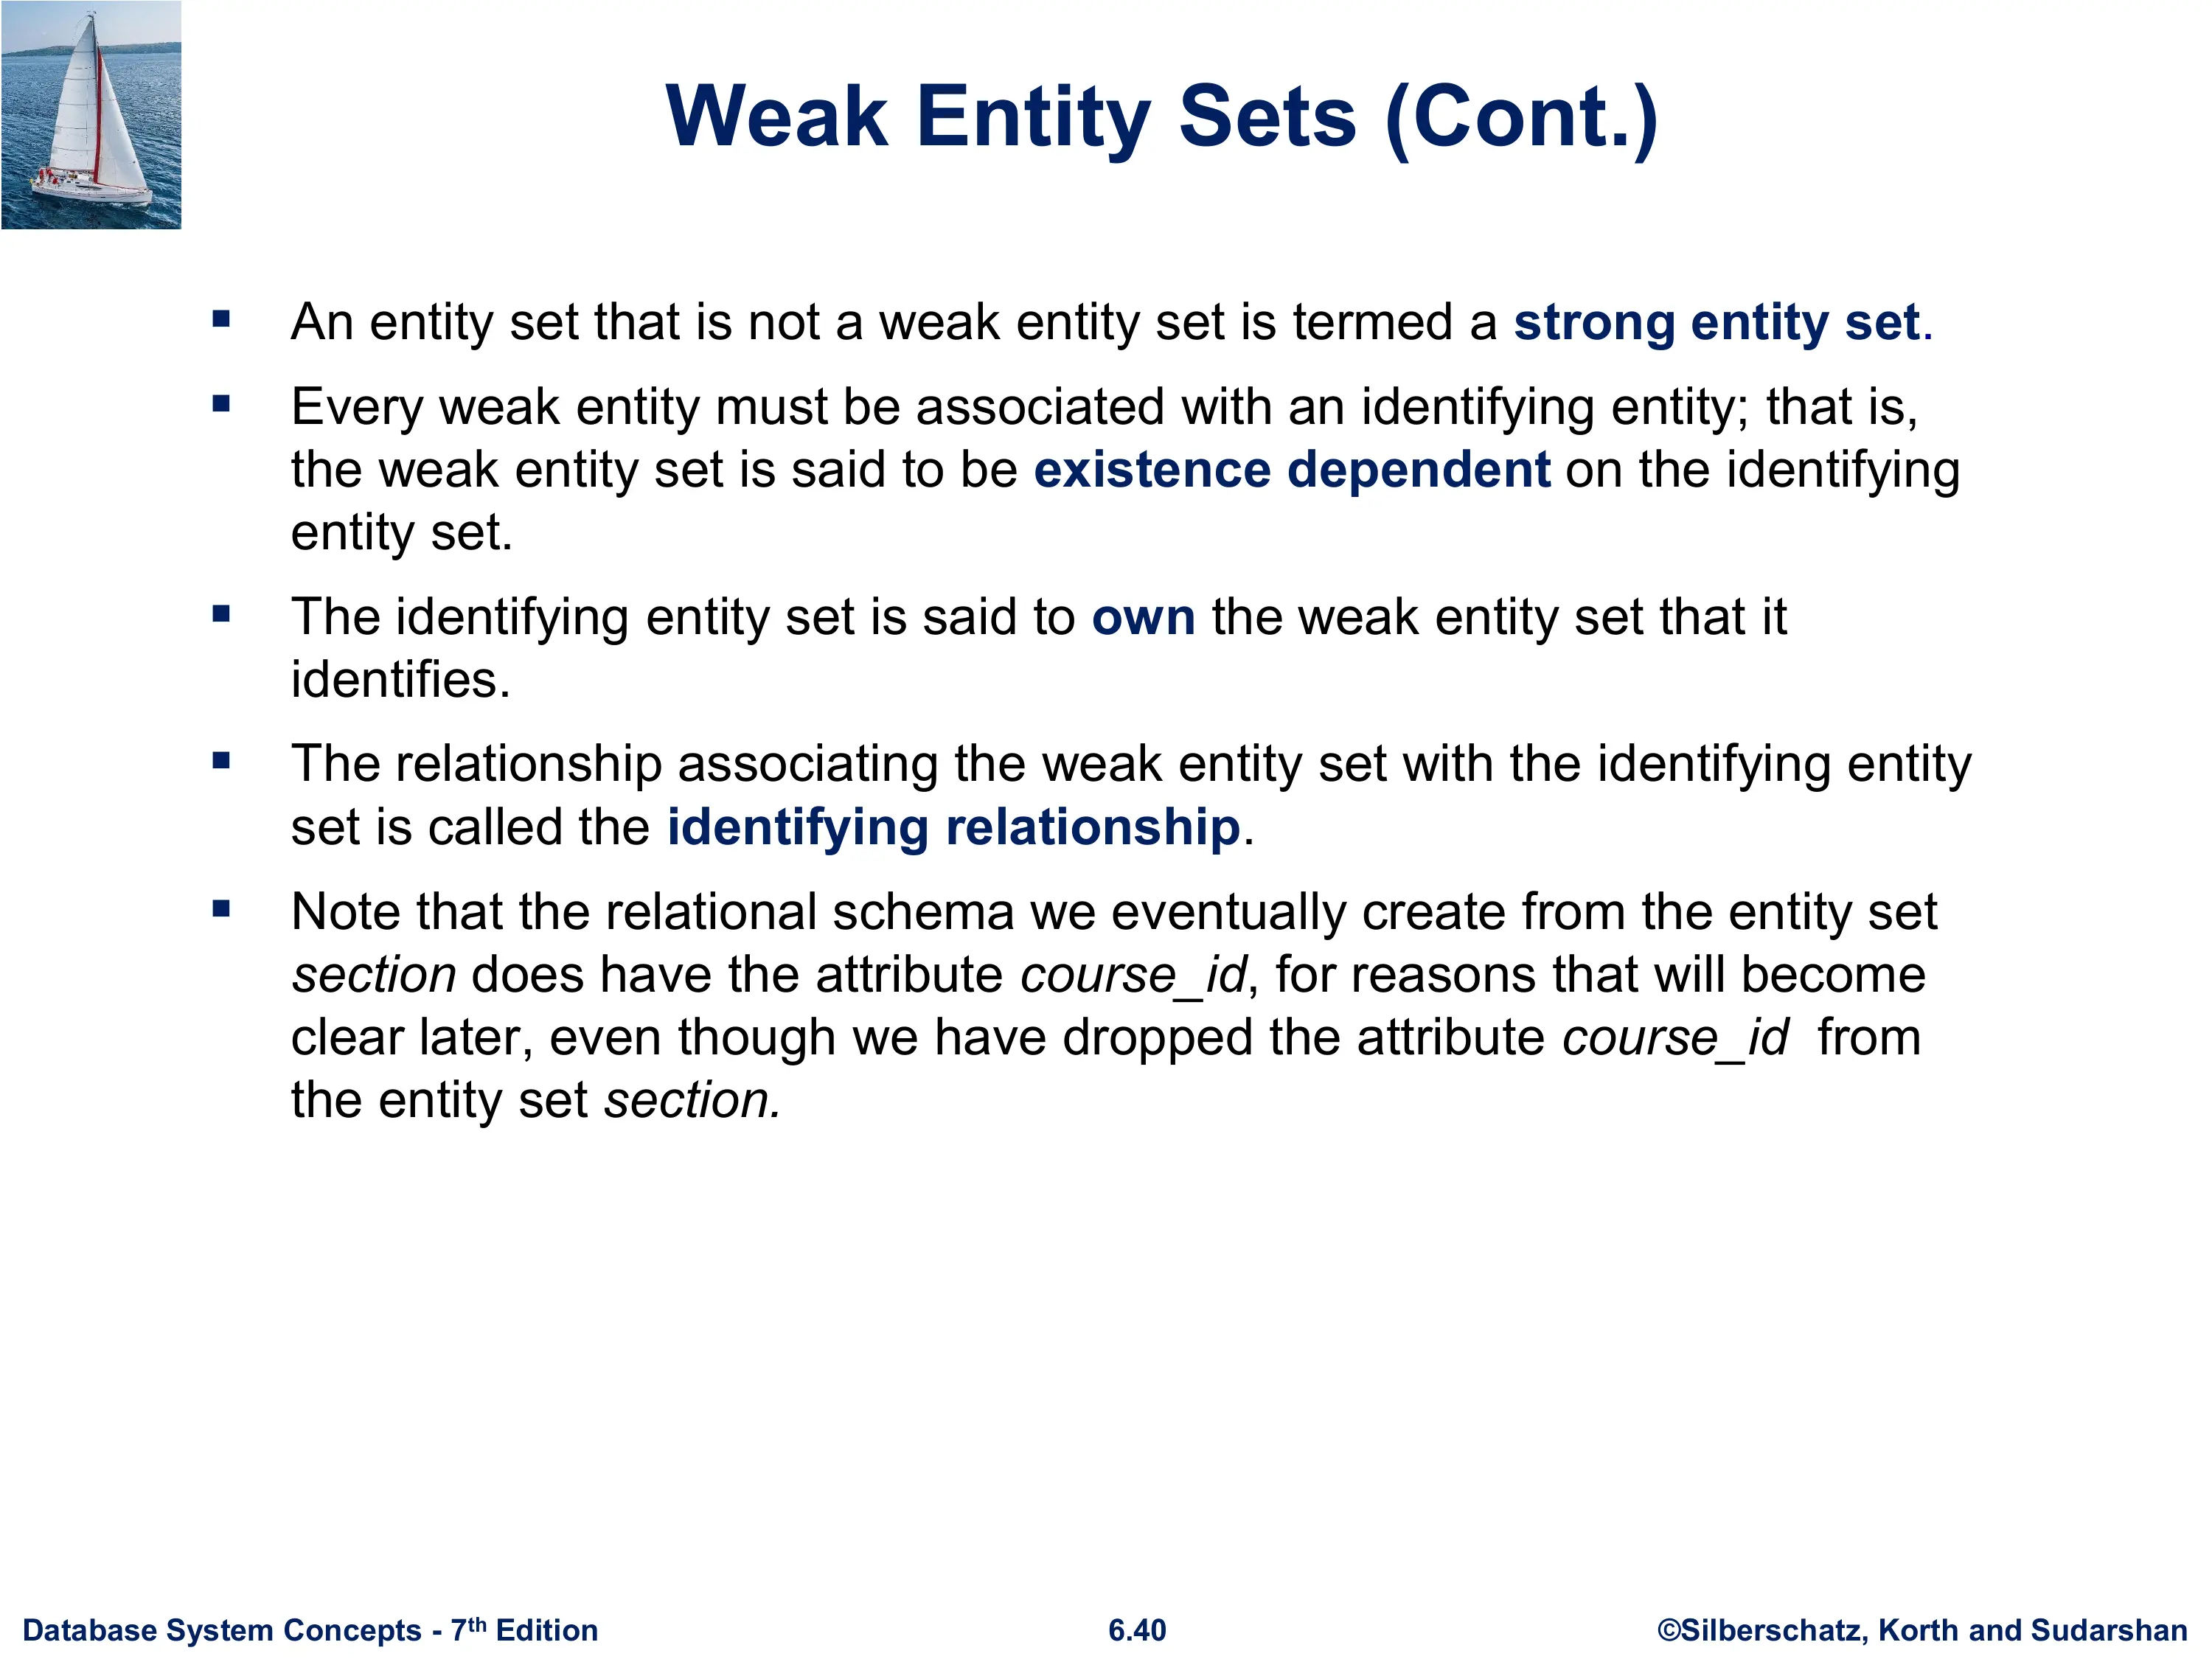 Weak Entity Sets (Cont.)
▪ An entity set that is not a weak entity set is termed a strong entity set.
▪ Every weak entity must be associated with an identifying entity; that is,
the weak entity set is said to be existence dependent on the identifying
entity set.
▪ The identifying entity set is said to own the weak entity set that it
identifies.
▪ The relationship associating the weak entity set with the identifying entity
set is called the identifying relationship.
▪ Note that the relational schema we eventually create from the entity set
section does have the attribute course_id, for reasons that will become
clear later, even though we have dropped the attribute course_id from
the entity set section.
Database System Concepts - 7th Edition
6.40
©Silberschatz, Korth and Sudarshan